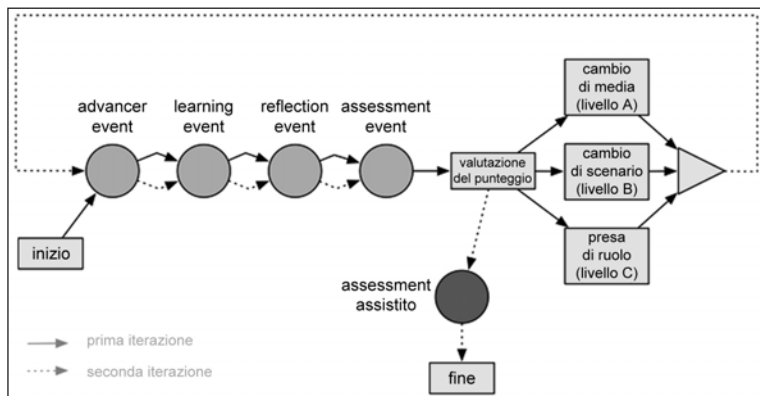 advancer
event
learning
event
reflection
event
assessment
event
valutazione
del punteggio
cambio
di media
(livello A)
cambio
di scenario
(livello B)
presa
di ruolo
(livello C)
inizio
assessment
assistito
fine
prima iterazione
seconda iterazione